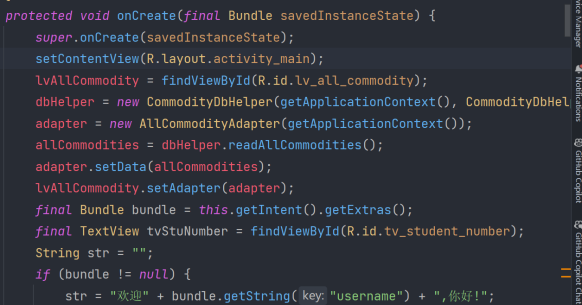 protected void onCreate(final Bundle savedInstanceState) {
super.onCreate(savedInstanceState);
setContentView(R.layout.activity_main);
lvAllCommodity = findViewById(R.id.lv_all_commodity);
dbHelper = new CommodityDbHelper(getApplicationContext(), CommodityDbHel
adapter = new AllCommodityAdapter(getApplicationContext());
allCommodities = dbHelper.readAllCommodities();
adapter.setData(allCommodities);
lvAllCommodity.setAdapter(adapter);
final Bundle bundle = this.getIntent().getExtras();
final TextView tvStuNumber = findViewById(R.id.tv_student_number);
String str = "";
if (bundle != null) {
str = "欢迎" + bundle.getString( key: "username") + ",你好!";
vice Manager
Notifications
GitHub Copilot
GitHub Copilot Chat